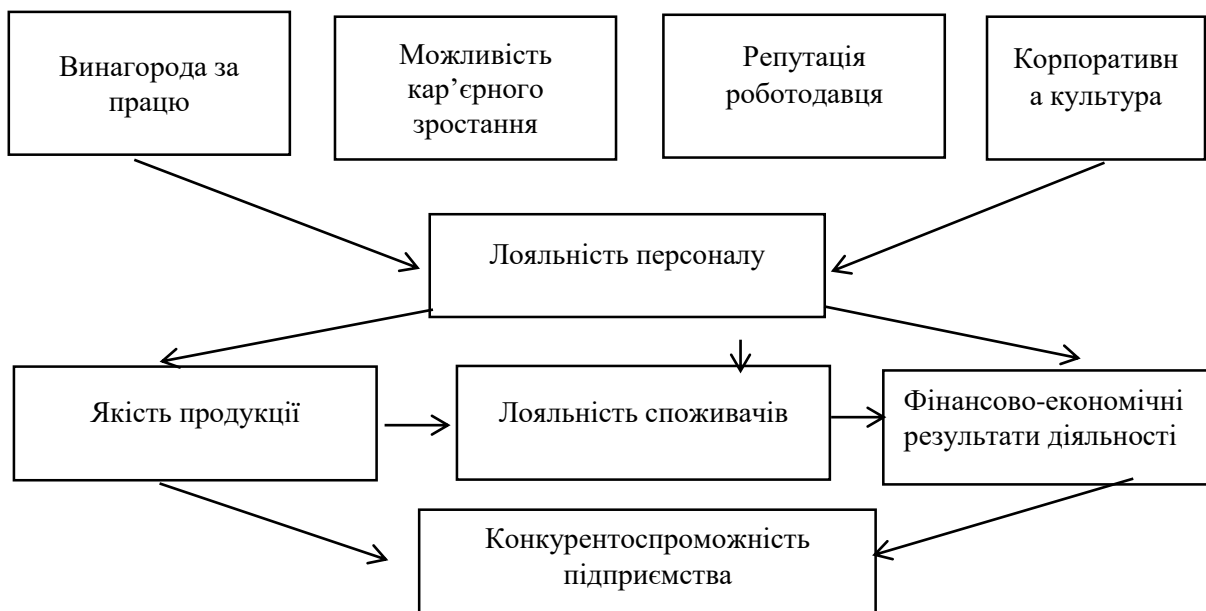 Винагорода за
працю
Можливість
кар’єрного
зростання
Репутація
роботодавця
Корпоративн
а культура
Лояльність персоналу
Якість продукції
Лояльність споживачів
Фінансово-економічні
результати діяльності
Конкурентоспроможність
підприємства